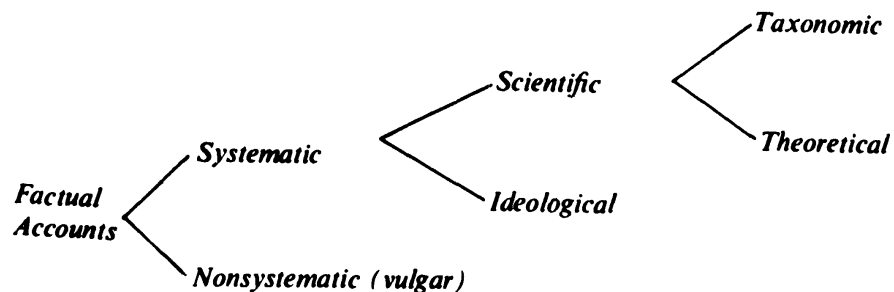 Taxonomic
Scientific
Theoretical
Systematic
Factual
Accounts
Ideological
Nonsystematic (vulgar)